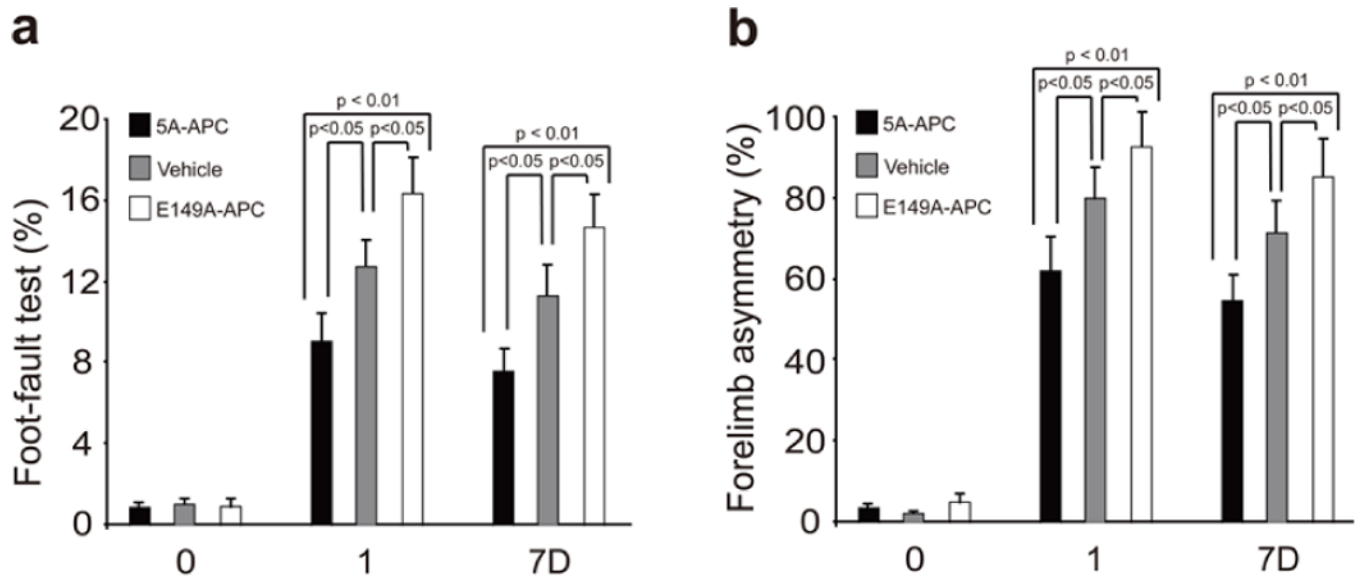 a
p < 0.01
p<0.05 p<0.05
p < 0.01
p<0.05 p<0.05
20
16
12
8
4
0
Foot-fault test (%)
5A-APC
Vehicle
E149A-APC
0 1 7D
b
p < 0.01
p<0.05 p<0.05
p < 0.01
p<0.05 p<0.05
100
80
60
40
20
0
Forelimb asymmetry (%)
5A-APC
Vehicle
E149A-APC
0 1 7D